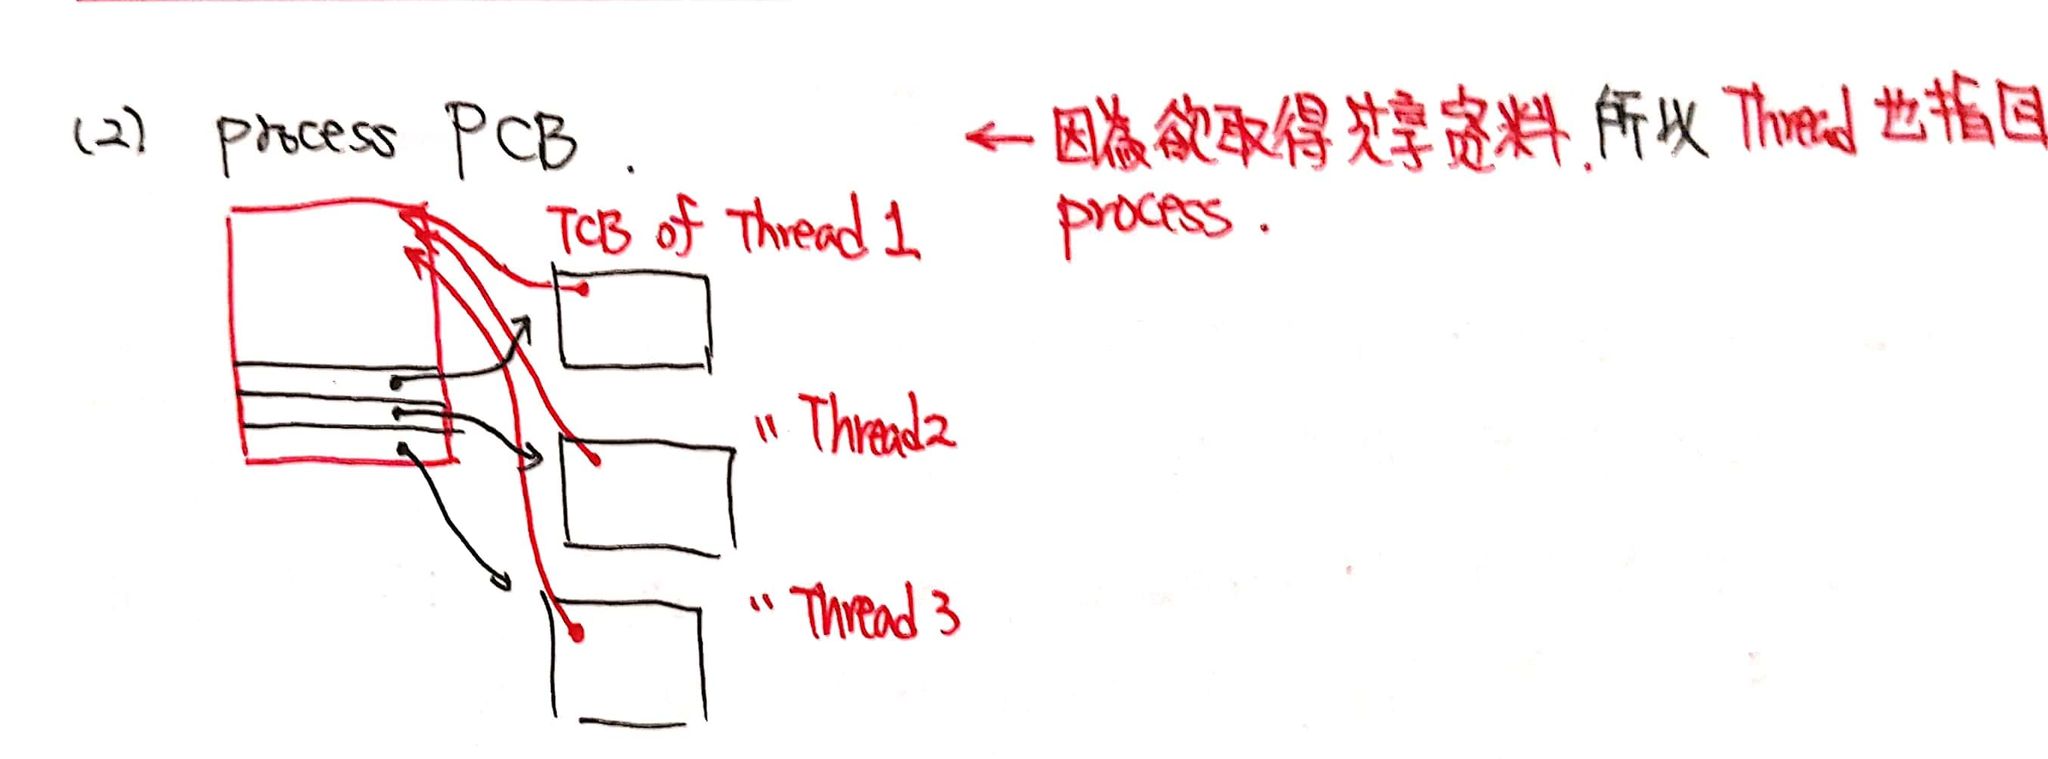 (2) process PCB.
← 因為欲取得共享資料.所以 Thread 也指回
process.
TCB of Thread 1
" Thread2
" Thread 3